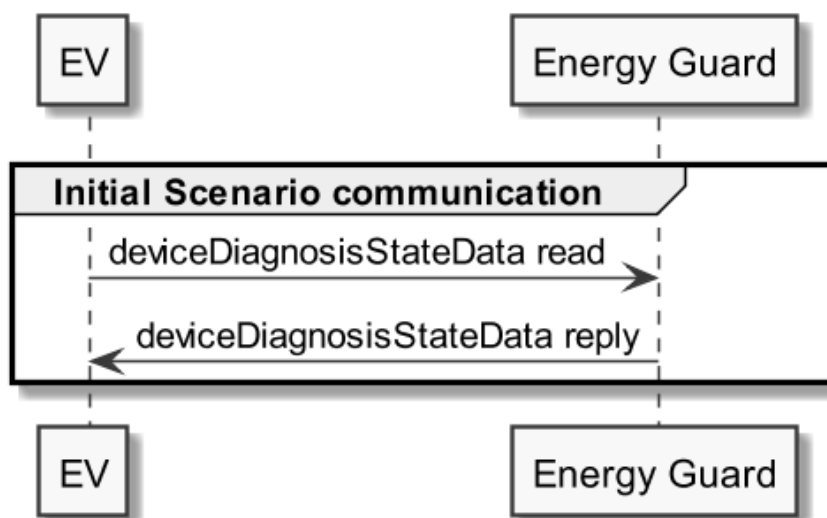 EV
Energy Guard
Initial Scenario communication
deviceDiagnosisStateData read
deviceDiagnosisStateData reply
EV
Energy Guard